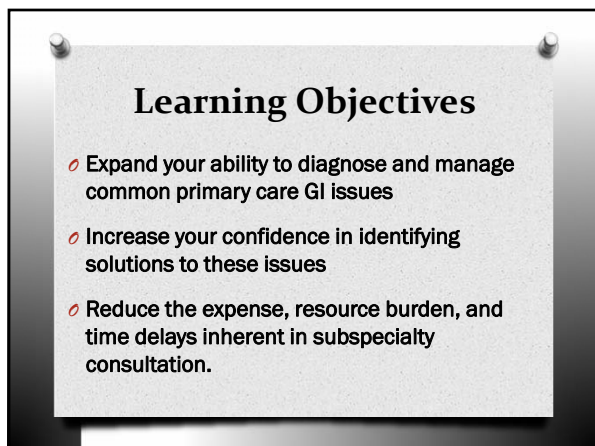 Learning Objectives
Expand your ability to diagnose and manage
common primary care GI issues
Increase your confidence in identifying
solutions to these issues
Reduce the expense, resource burden, and
time delays inherent in subspecialty
consultation.